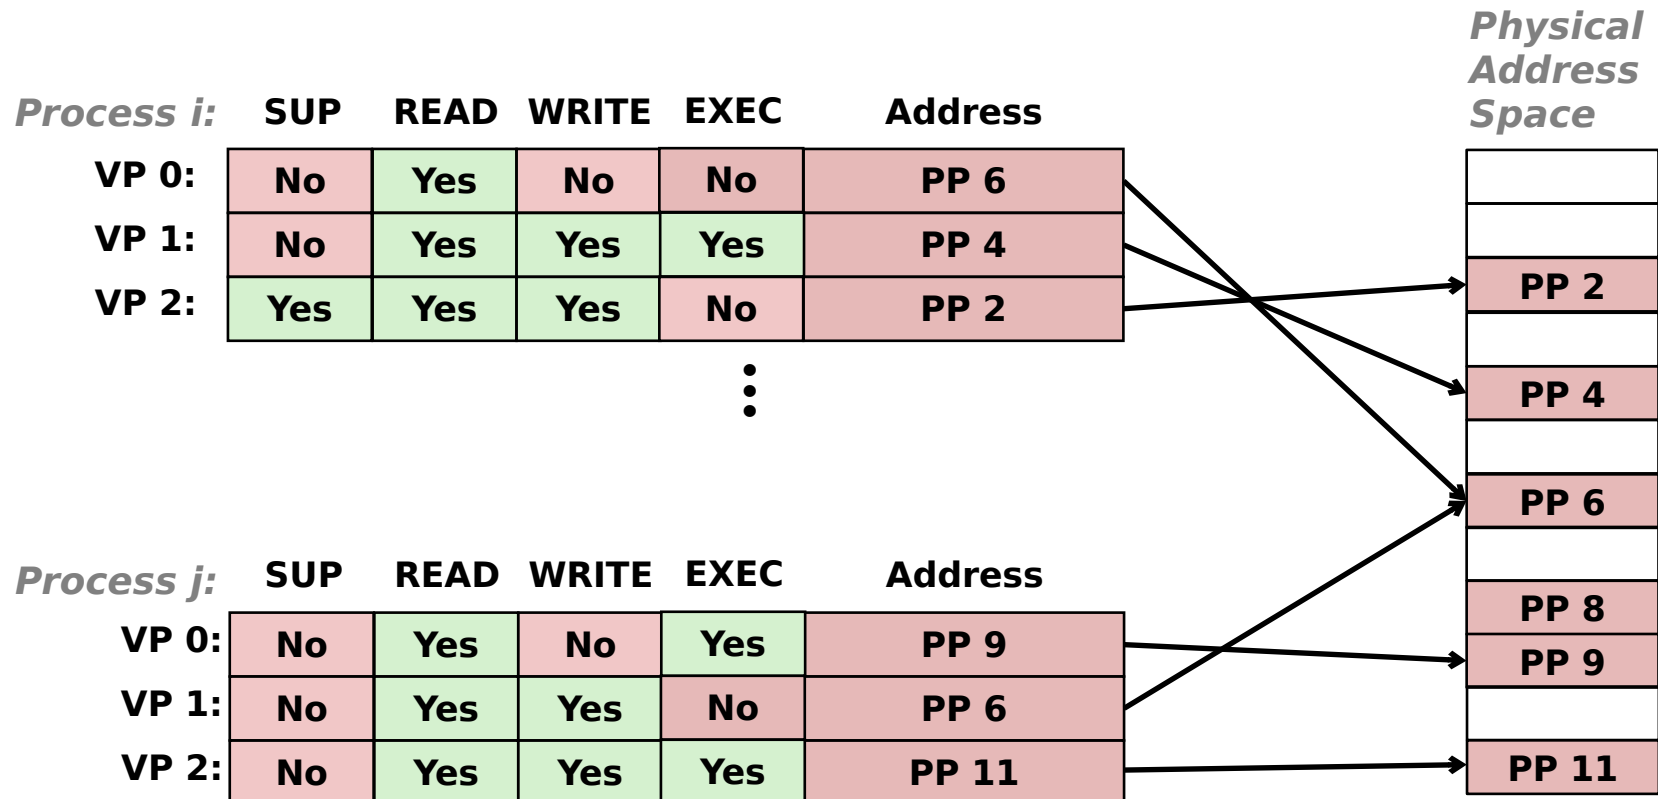 Physical
Address
Space
Process i: SUP READ WRITE EXEC Address
VP 0: No Yes No No PP 6
VP 1: No Yes Yes Yes PP 4
VP 2: Yes Yes Yes No PP 2
PP 2
PP 4
PP 6
PP 8
PP 9
PP 11
Process j: SUP READ WRITE EXEC Address
VP 0: No Yes No Yes PP 9
VP 1: No Yes Yes No PP 6
VP 2: No Yes Yes Yes PP 11